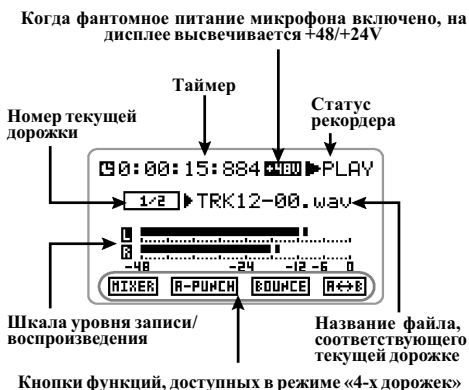 Когда фантомное питание микрофона включено, на
дисплее высвечивается +48/+24V
Таймер
Статус
рекордера
Номер текущей
дорожки
0:00:15:884 +48V PLAY
1/2 TRK12-00.wav
L
R
-48 -24 -12 -6 0
MIXER A-PUNCH BOUNCE A↔B
Шкала уровня записи/
воспроизведения
Название файла,
соответствующего
текущей дорожке
Кнопки функций, доступных в режиме «4-х дорожек»